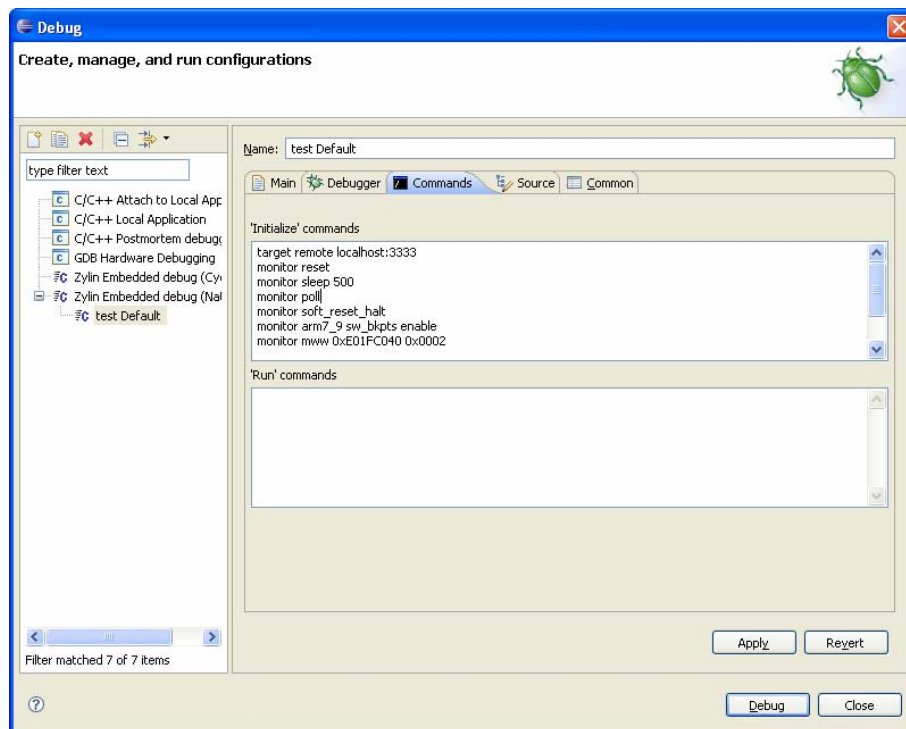 Debug
Create, manage, and run configurations
type filter text
C/C++ Attach to Local App
C/C++ Local Application
C/C++ Postmortem debugg
GDB Hardware Debugging
Zylin Embedded debug (Cy
Zylin Embedded debug (Na
test Default
Filter matched 7 of 7 items
Name: test Default
Main Debugger Commands Source Common
'Initialize' commands
target remote localhost:3333
monitor reset
monitor sleep 500
monitor poll
monitor soft_reset_halt
monitor arm7_9 sw_bkpts enable
monitor mww 0xE01FC040 0x0002
'Run' commands
Apply Revert
Debug Close